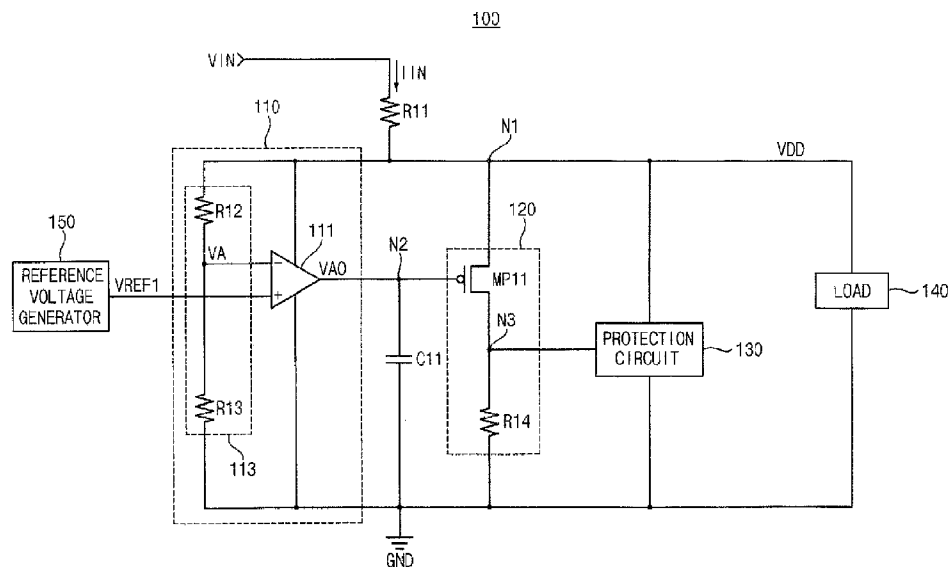 100
VIN
IIN
R11
110
N1
VDD
150
R12
111
120
REFERENCE
VOLTAGE
GENERATOR
VREF1
VA
−
+
VAO
N2
MP11
LOAD
140
N3
C11
PROTECTION
CIRCUIT
130
R13
R14
113
GND